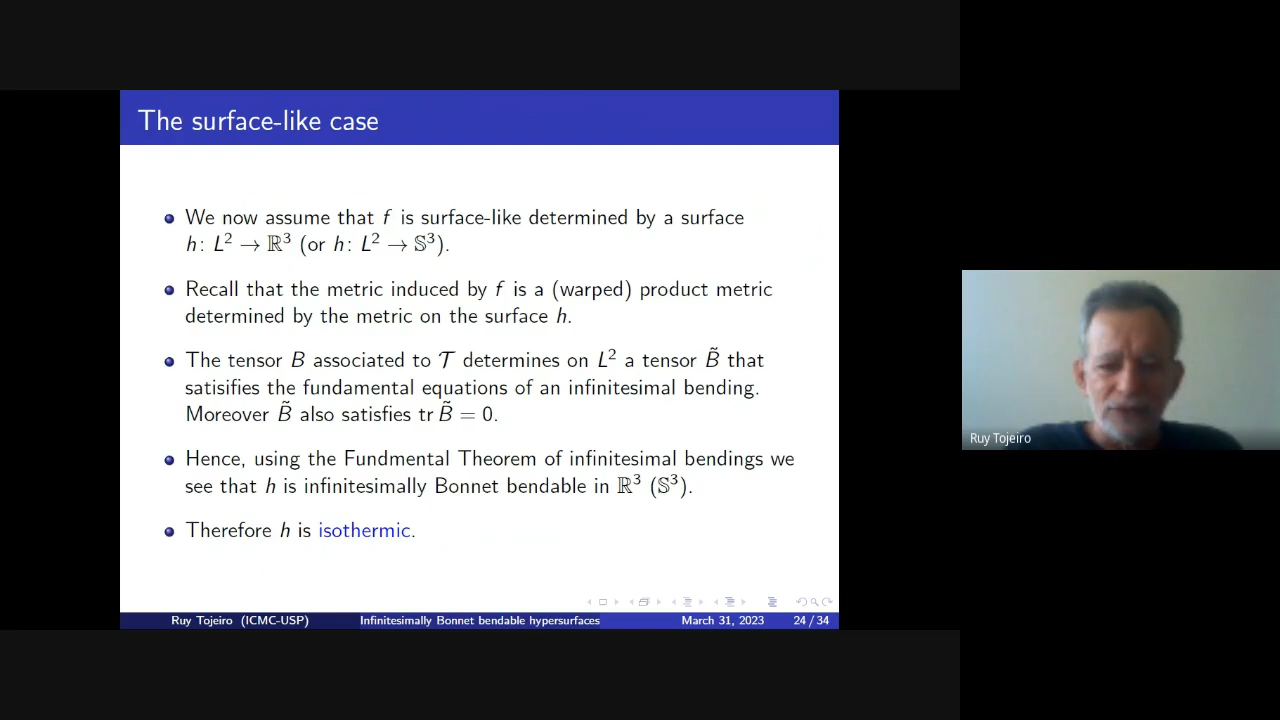 The surface-like case
We now assume that f is surface-like determined by a surface
h: L² → ℝ³ (or h: L² → 𝕊³).
Recall that the metric induced by f is a (warped) product metric
determined by the metric on the surface h.
The tensor B associated to 𝒯 determines on L² a tensor B̃ that
satisifies the fundamental equations of an infinitesimal bending.
Moreover B̃ also satisfies tr B̃ = 0.
Hence, using the Fundmental Theorem of infinitesimal bendings we
see that h is infinitesimally Bonnet bendable in ℝ³ (𝕊³).
Therefore h is isothermic.
Ruy Tojeiro (ICMC-USP) Infinitesimally Bonnet bendable hypersurfaces March 31, 2023 24 / 34
Ruy Tojeiro